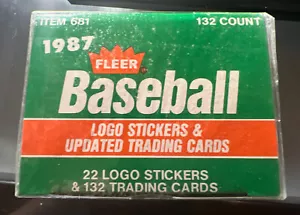 ITEM 681 132 COUNT
1987
FLEER
Baseball
LOGO STICKERS &
UPDATED TRADING CARDS
22 LOGO STICKERS
& 132 TRADING CARDS